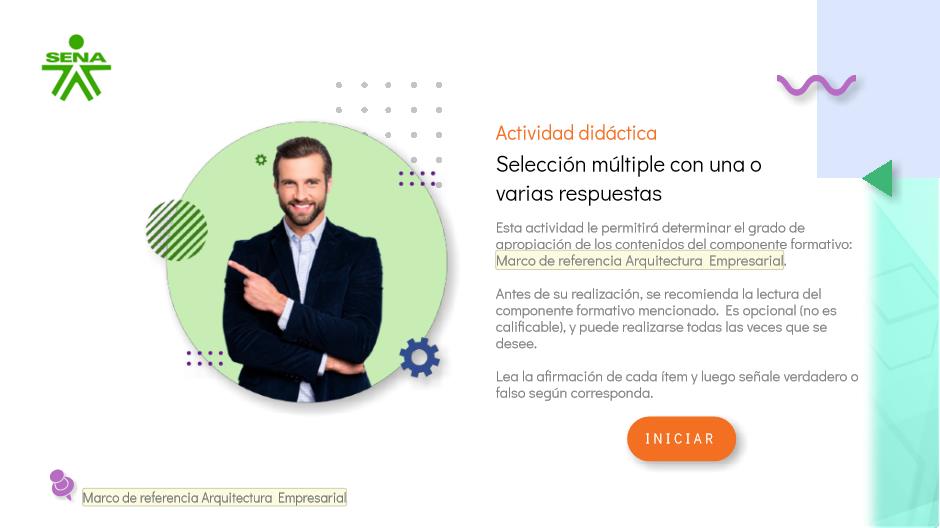 SENA
Actividad didáctica
Selección múltiple con una o
varias respuestas
Esta actividad le permitirá determinar el grado de
apropiación de los contenidos del componente formativo:
Marco de referencia Arquitectura Empresarial.
Antes de su realización, se recomienda la lectura del
componente formativo mencionado. Es opcional (no es
calificable), y puede realizarse todas las veces que se
desee.
Lea la afirmación de cada ítem y luego señale verdadero o
falso según corresponda.
INICIAR
Marco de referencia Arquitectura Empresarial